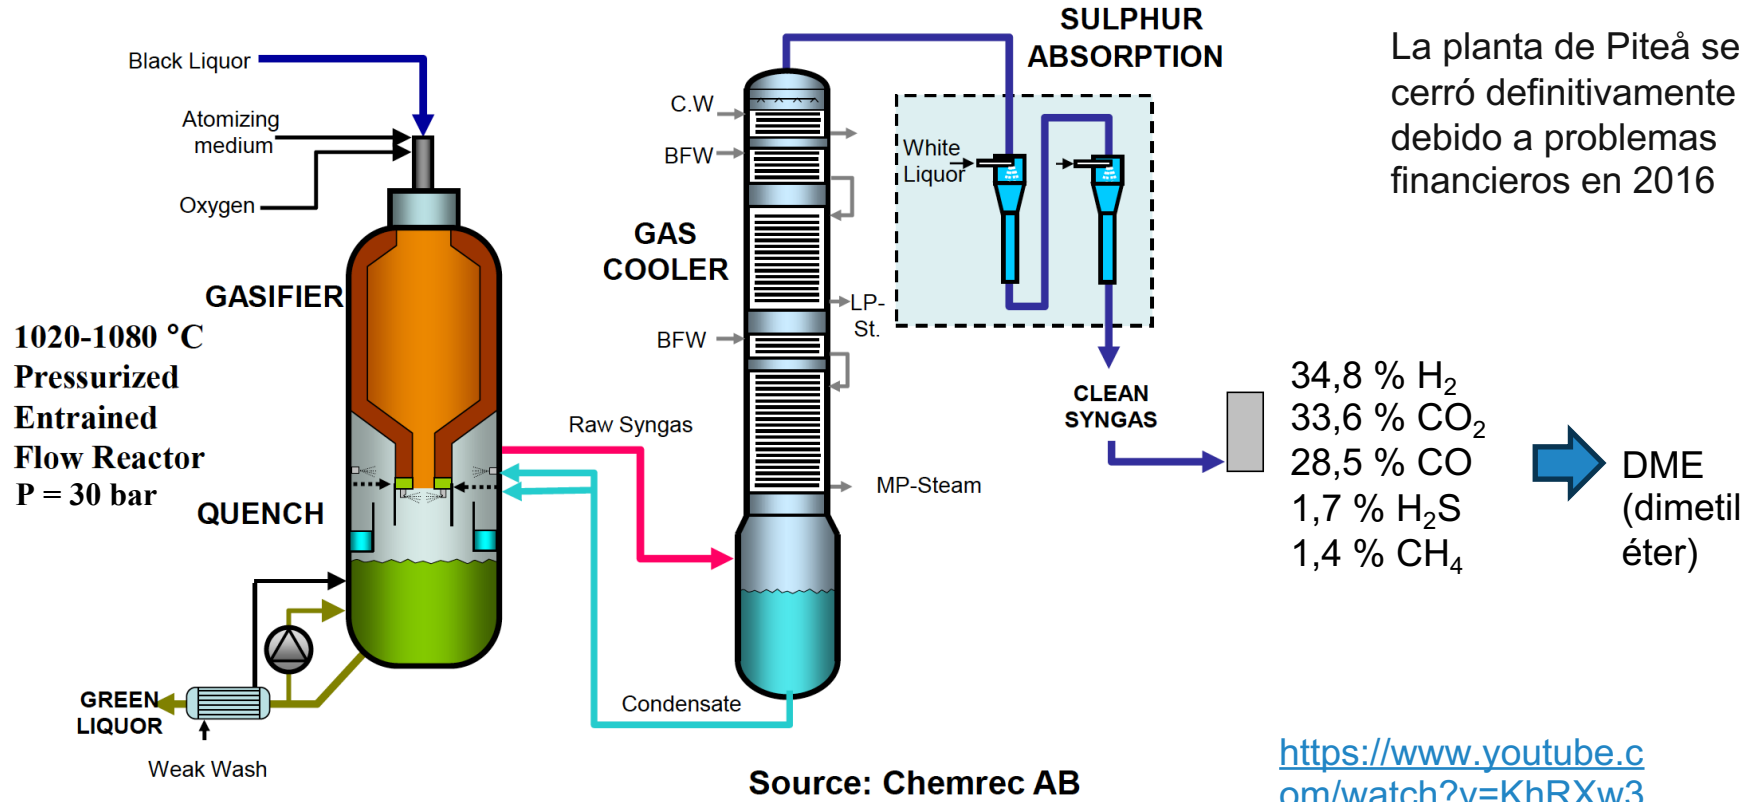 Black Liquor
Atomizing
medium
Oxygen
GASIFIER
1020-1080 °C
Pressurized
Entrained
Flow Reactor
P = 30 bar
QUENCH
GREEN
LIQUOR
Weak Wash
Raw Syngas
Condensate
C.W
BFW
GAS
COOLER
BFW
LP-
St.
MP-Steam
SULPHUR
ABSORPTION
White
Liquor
CLEAN
SYNGAS
La planta de Piteå se
cerró definitivamente
debido a problemas
financieros en 2016
34,8 % H₂
33,6 % CO₂
28,5 % CO
1,7 % H₂S
1,4 % CH₄
DME
(dimetil
éter)
Source: Chemrec AB
https://www.youtube.c
om/watch?v=KhRXw3